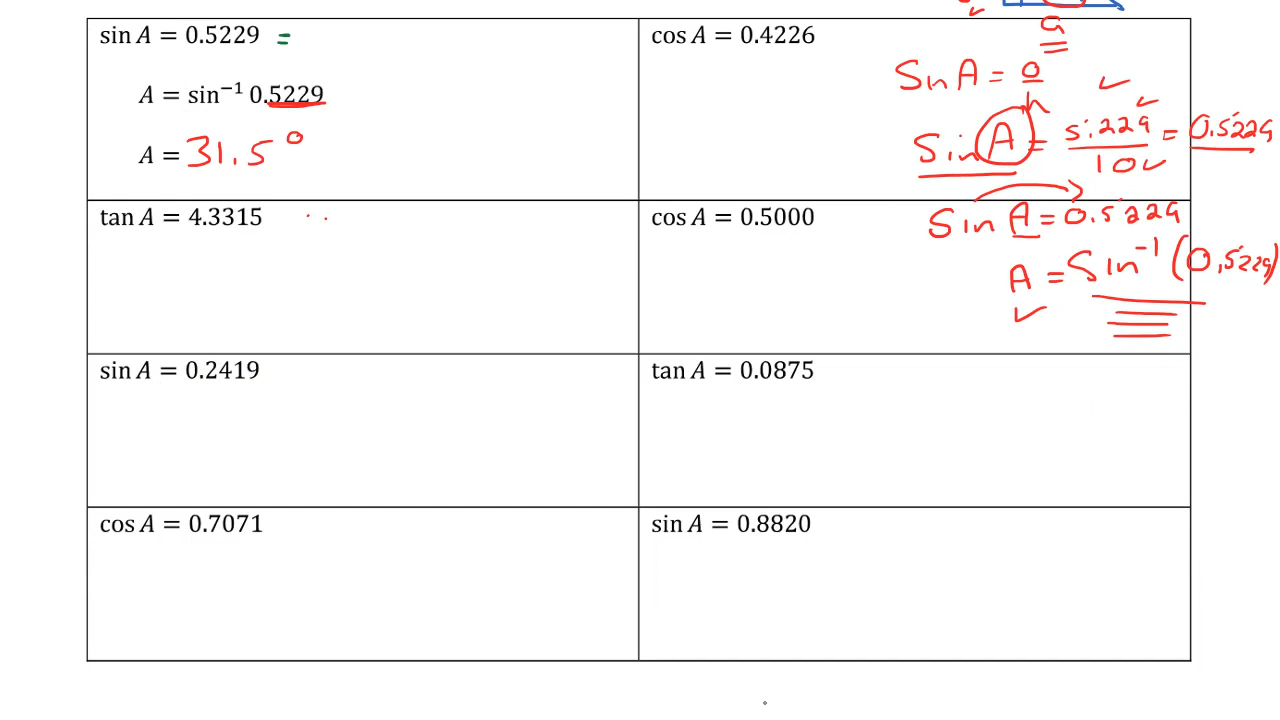 a
sin A = 0.5229 =
A = sin⁻¹ 0.5229
A = 31.5°
cos A = 0.4226
Sin A = o/h
Sin A = 5.229/10 = 0.5229
tan A = 4.3315
cos A = 0.5000
Sin A = 0.5229
A = Sin⁻¹ (0.5229)
sin A = 0.2419
tan A = 0.0875
cos A = 0.7071
sin A = 0.8820